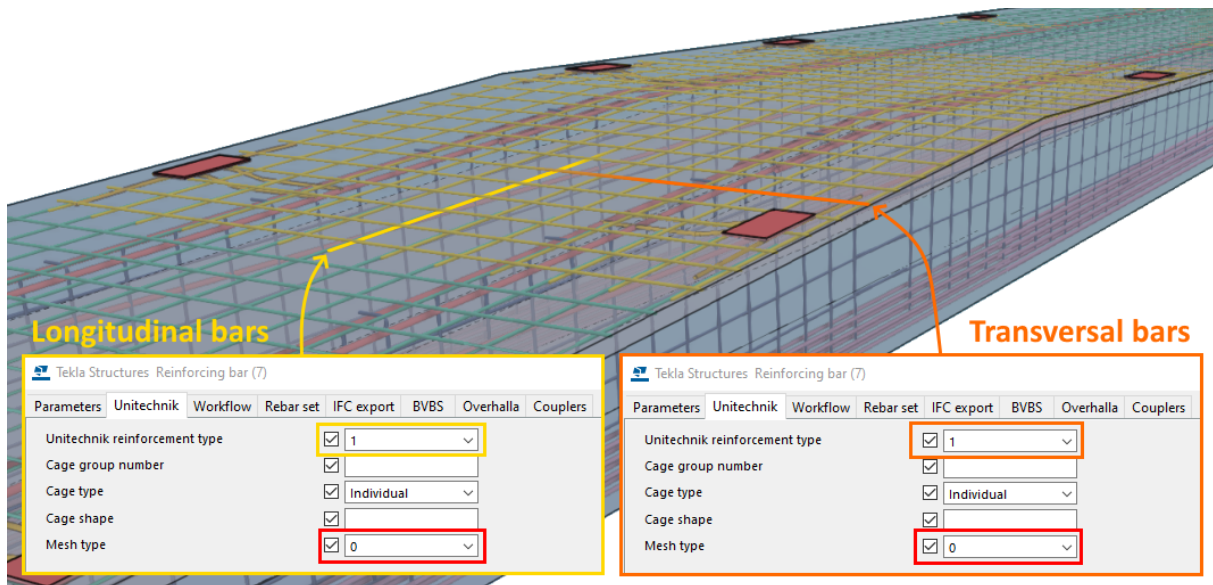 Longitudinal bars
Transversal bars
Tekla Structures Reinforcing bar (7)
Parameters Unitechnik Workflow Rebar set IFC export BVBS Overhalla Couplers
Unitechnik reinforcement type 1
Cage group number
Cage type Individual
Cage shape
Mesh type 0
Tekla Structures Reinforcing bar (7)
Parameters Unitechnik Workflow Rebar set IFC export BVBS Overhalla Couplers
Unitechnik reinforcement type 1
Cage group number
Cage type Individual
Cage shape
Mesh type 0